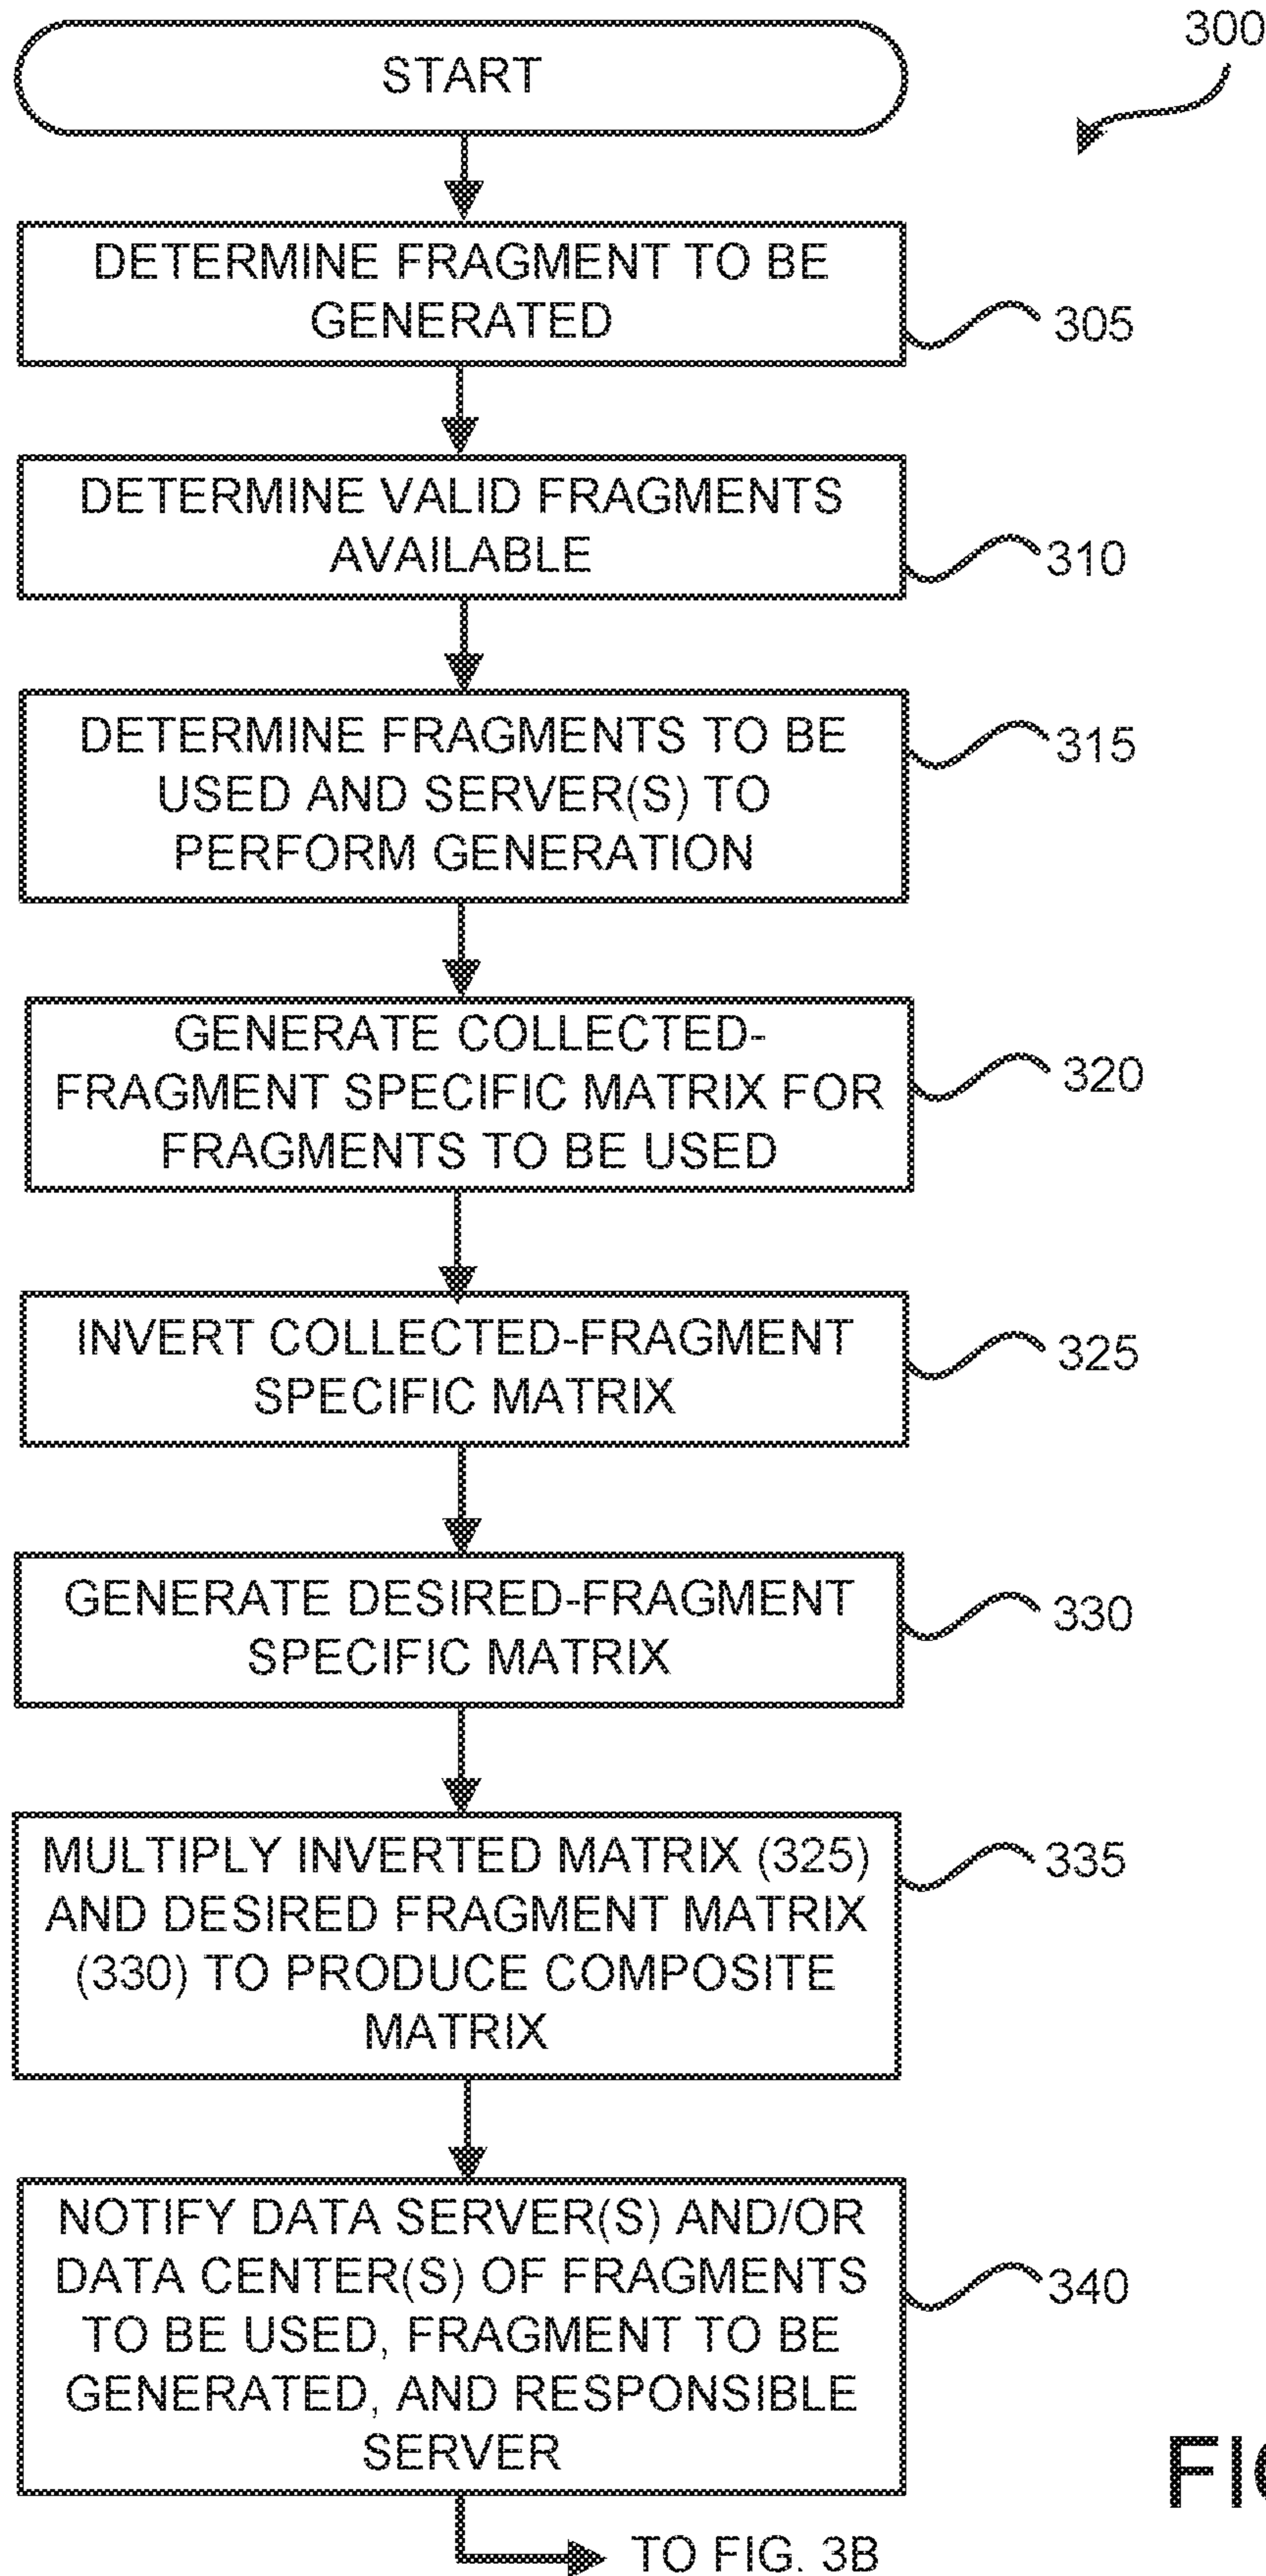 300
START
DETERMINE FRAGMENT TO BE
GENERATED
305
DETERMINE VALID FRAGMENTS
AVAILABLE
310
DETERMINE FRAGMENTS TO BE
USED AND SERVER(S) TO
PERFORM GENERATION
315
GENERATE COLLECTED-
FRAGMENT SPECIFIC MATRIX FOR
FRAGMENTS TO BE USED
320
INVERT COLLECTED-FRAGMENT
SPECIFIC MATRIX
325
GENERATE DESIRED-FRAGMENT
SPECIFIC MATRIX
330
MULTIPLY INVERTED MATRIX (325)
AND DESIRED FRAGMENT MATRIX
(330) TO PRODUCE COMPOSITE
MATRIX
335
NOTIFY DATA SERVER(S) AND/OR
DATA CENTER(S) OF FRAGMENTS
TO BE USED, FRAGMENT TO BE
GENERATED, AND RESPONSIBLE
SERVER
340
TO FIG. 3B